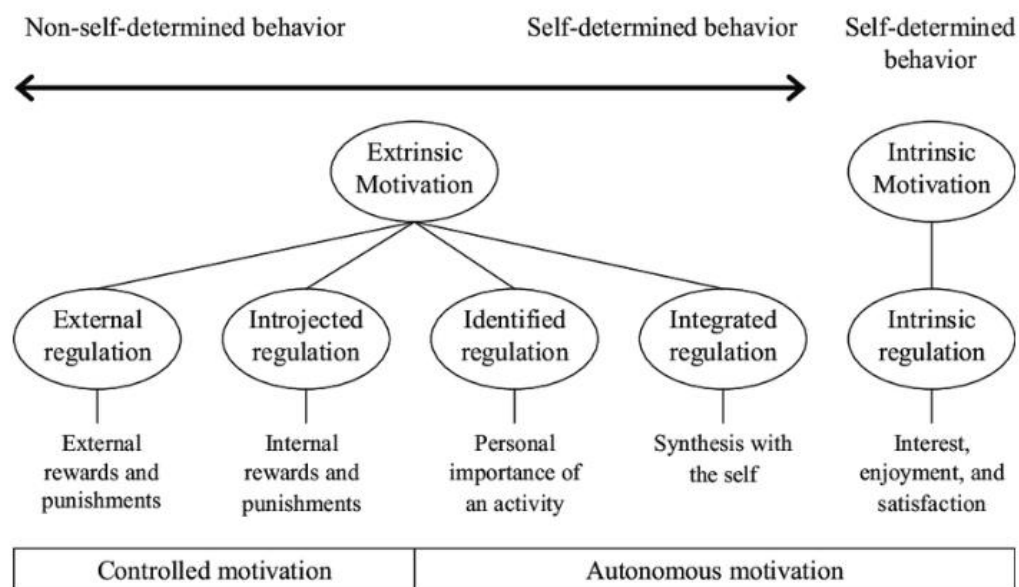 Non-self-determined behavior
Self-determined behavior
Self-determined
behavior
Extrinsic
Motivation
Intrinsic
Motivation
External
regulation
Introjected
regulation
Identified
regulation
Integrated
regulation
Intrinsic
regulation
External
rewards and
punishments
Internal
rewards and
punishments
Personal
importance of
an activity
Synthesis with
the self
Interest,
enjoyment, and
satisfaction
Controlled motivation
Autonomous motivation